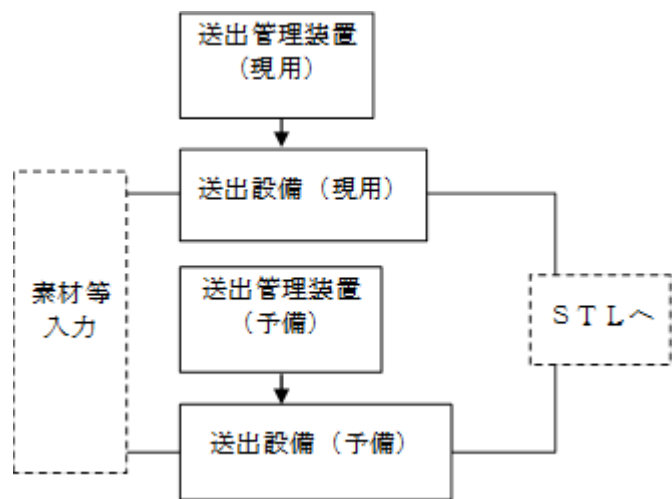 送出管理装置
（現用）
送出設備（現用）
素材等
入力
送出管理装置
（予備）
ＳＴＬへ
送出設備（予備）